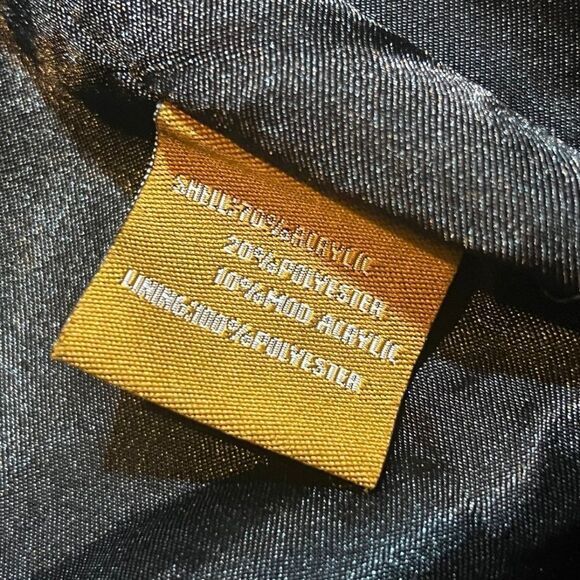 SHELL:70%ACRYLIC
20%POLYESTER
10%MOD ACRYLIC
LINING:100%POLYESTER